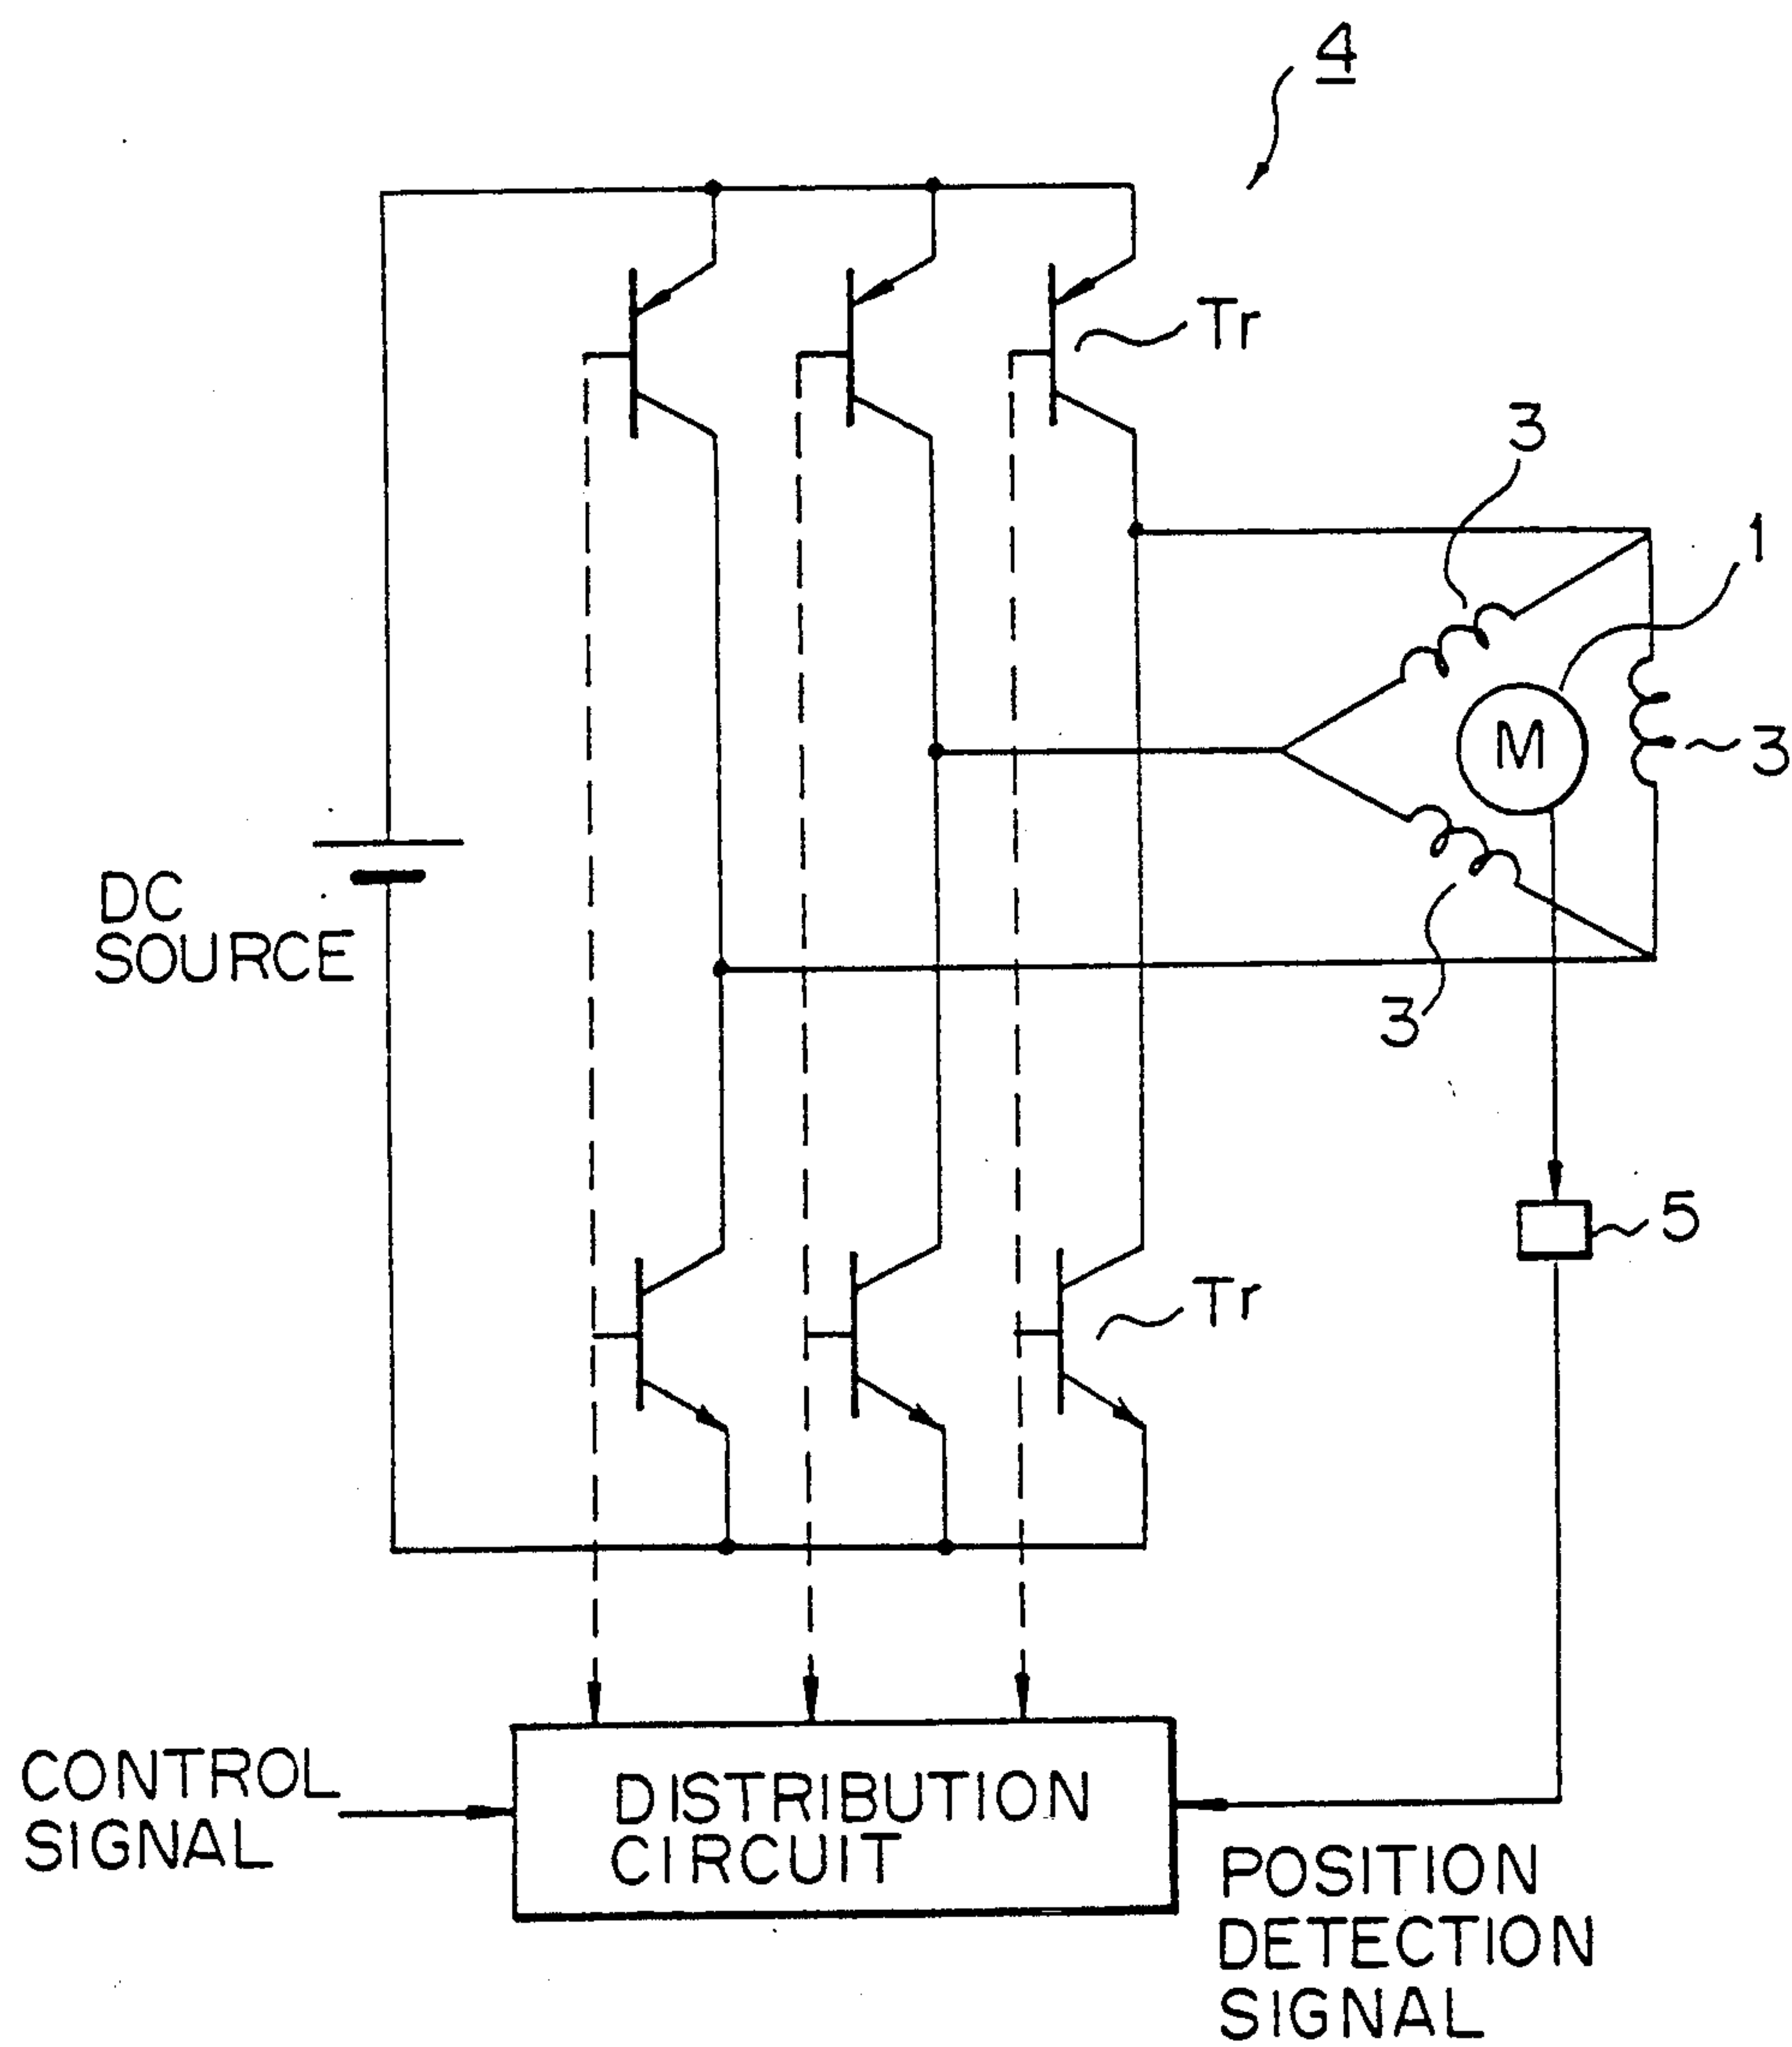 4
Tr
3
1
M
3
DC
SOURCE
3
5
Tr
CONTROL
SIGNAL
DISTRIBUTION
CIRCUIT
POSITION
DETECTION
SIGNAL